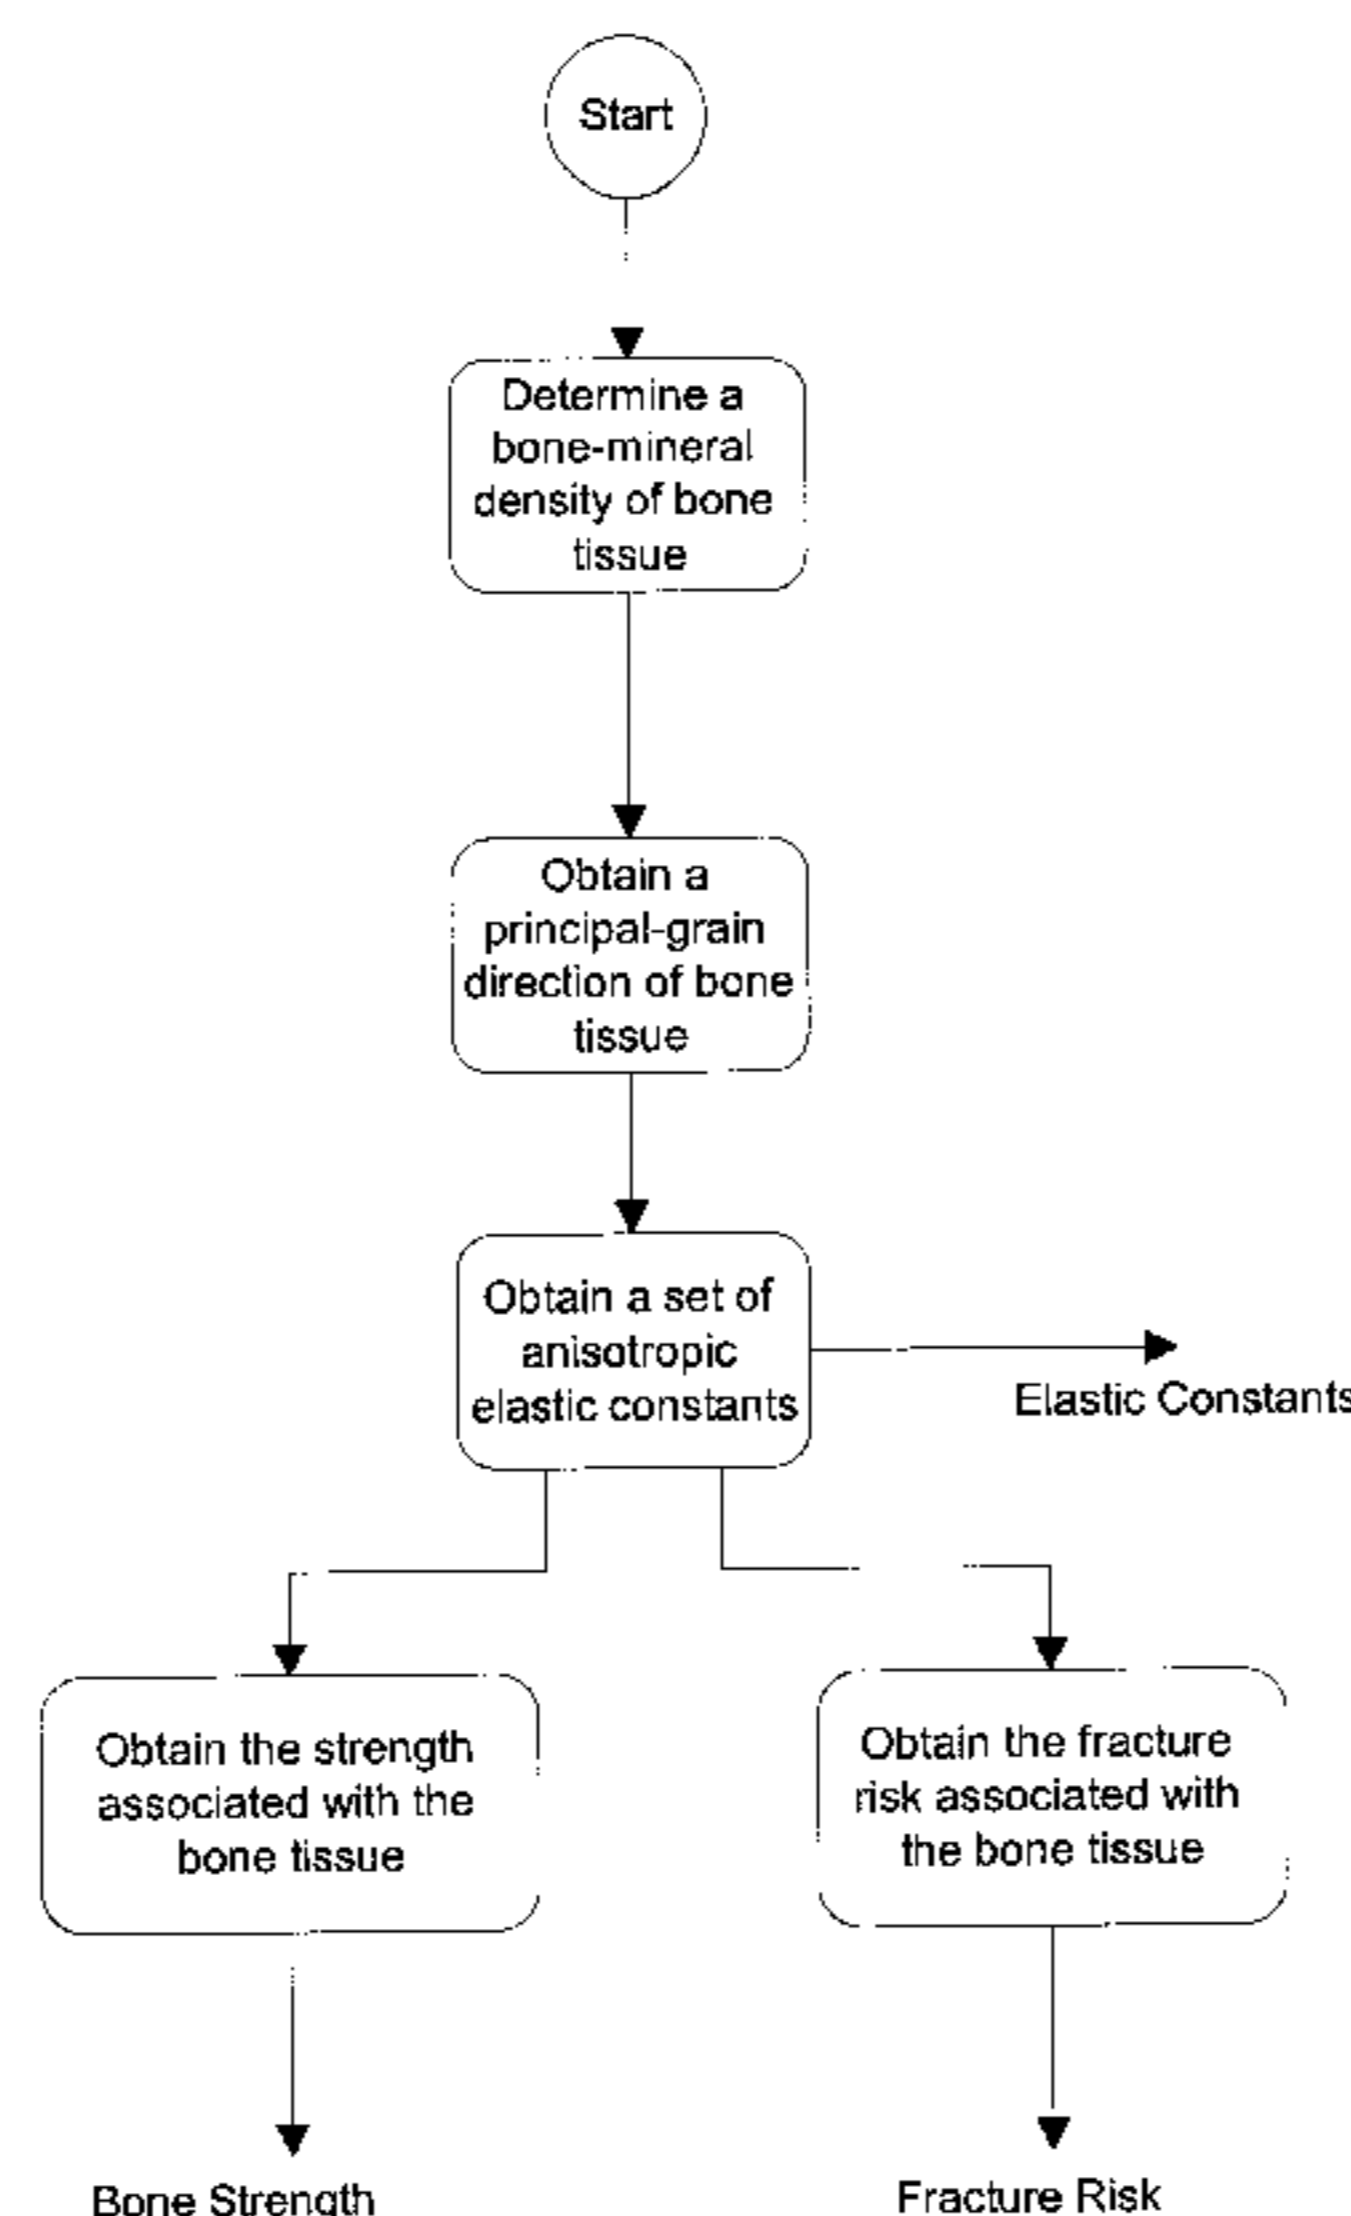 Start
Determine a
bone-mineral
density of bone
tissue
Obtain a
principal-grain
direction of bone
tissue
Obtain a set of
anisotropic
elastic constants
Elastic Constants
Obtain the strength
associated with the
bone tissue
Obtain the fracture
risk associated with
the bone tissue
Bone Strength
Fracture Risk